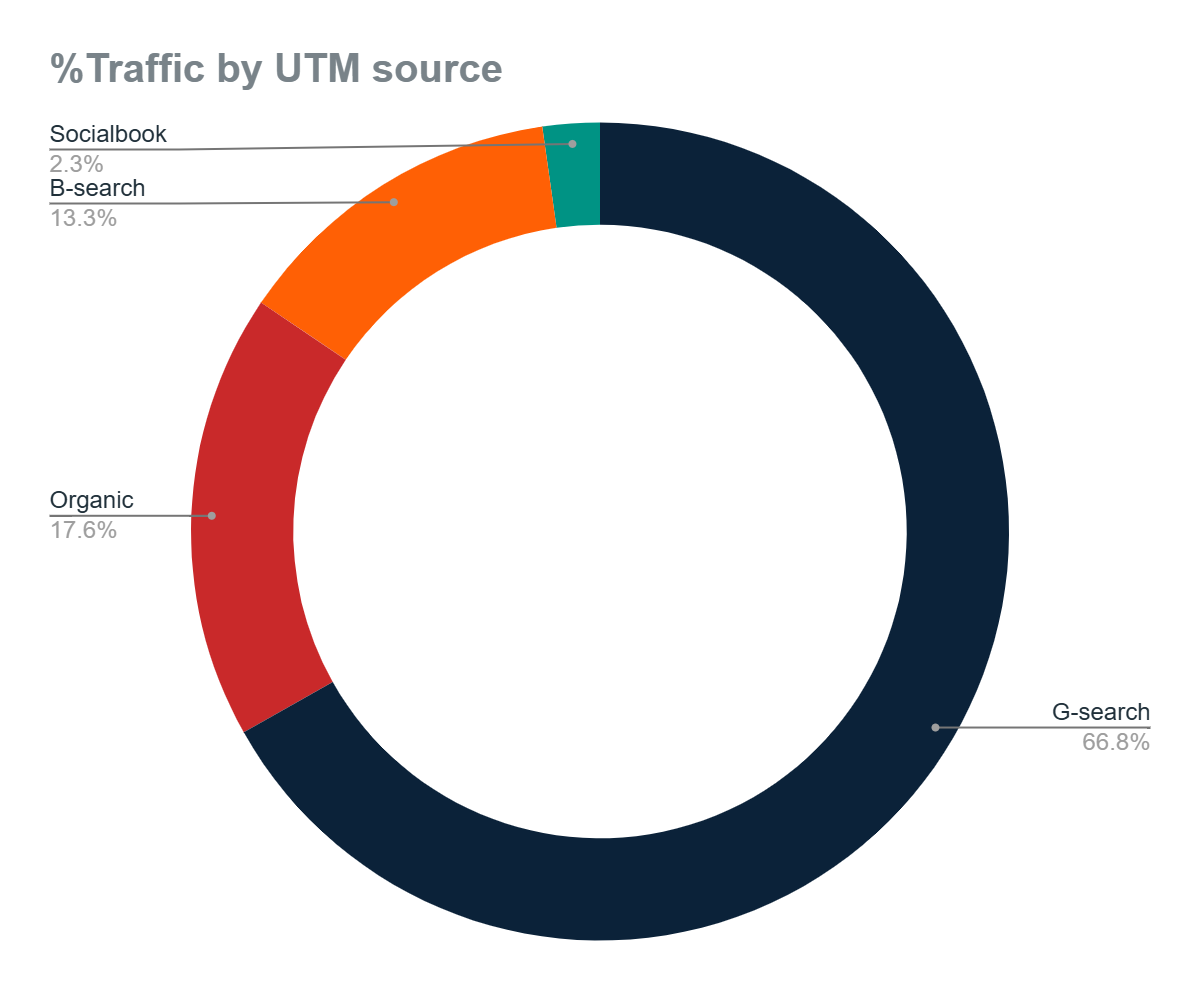 %Traffic by UTM source
Socialbook
2.3%
B-search
13.3%
Organic
17.6%
G-search
66.8%